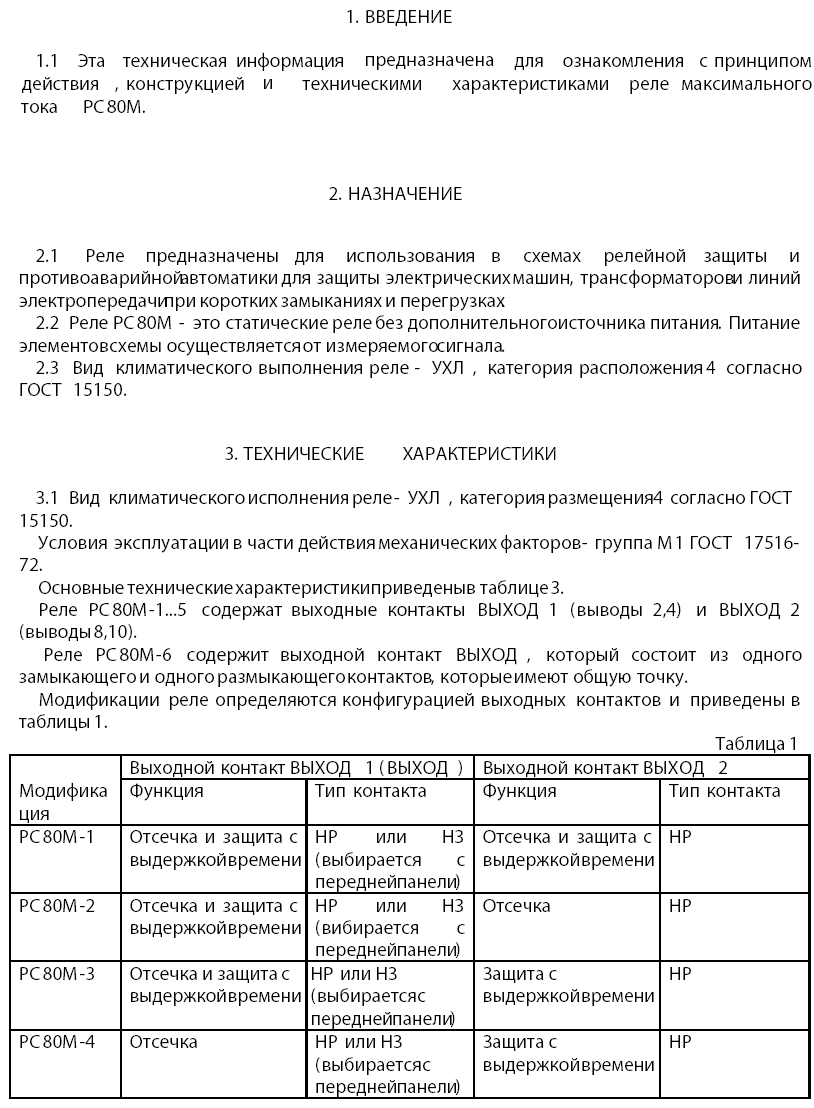 1. ВВЕДЕНИЕ
1.1 Эта техническая информация предназначена для ознакомления с принципом
действия , конструкцией и техническими характеристиками реле максимального
тока РС80М.
2. НАЗНАЧЕНИЕ
2.1 Реле предназначены для использования в схемах релейной защиты и
противоаварийнойавтоматики для защиты электрических машин, трансформаторови линий
электропередачипри коротких замыканиях и перегрузках
2.2 Реле РС80М - это статические реле без дополнительногоисточника питания. Питание
элементовсхемы осуществляетсяот измеряемогосигнала.
2.3 Вид климатического выполнения реле - УХЛ , категория расположения 4 согласно
ГОСТ 15150.
3. ТЕХНИЧЕСКИЕ ХАРАКТЕРИСТИКИ
3.1 Вид климатического исполнения реле - УХЛ , категория размещения4 согласно ГОСТ
15150.
Условия эксплуатации в части действия механических факторов- группа М1 ГОСТ 17516-
72.
Основные техническиехарактеристикиприведеныв таблице 3.
Реле РС80М-1...5 содержат выходные контакты ВЫХОД 1 (выводы 2,4) и ВЫХОД 2
(выводы 8,10).
Реле РС80М-6 содержит выходной контакт ВЫХОД , который состоит из одного
замыкающего и одного размыкающегоконтактов, которыеимеют общую точку.
Модификации реле определяются конфигурацией выходных контактов и приведены в
таблицы 1.
Таблица 1
Выходной контакт ВЫХОД 1 ( ВЫХОД ) Выходной контакт ВЫХОД 2
Модифика Функция Тип контакта Функция Тип контакта
ция
РС80М-1 Отсечка и защита с НР или НЗ Отсечка и защита с НР
выдержкойвремени (выбирается с выдержкойвремени
переднейпанели)
РС80М-2 Отсечка и защита с НР или НЗ Отсечка НР
выдержкойвремени (вибирается с
переднейпанели)
РС80М-3 Отсечка и защита с НР или НЗ Защита с НР
выдержкойвремени (выбираетсяс выдержкойвремени
переднейпанели)
РС80М-4 Отсечка НР или НЗ Защита с НР
(выбираетсяс выдержкойвремени
переднейпанели)